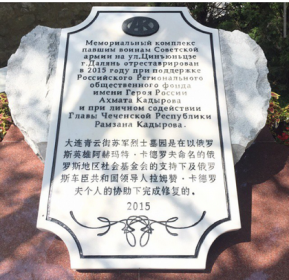 Мемориальный комплекс
павшим воинам Советской
армии на ул.Цинъюньцзе
г.Далянь отреставрирован
в 2015 году при поддержке
Российского Регионального
общественного фонда
имени Героя России
Ахмата Кадырова
и при личном содействии
Главы Чеченской Республики
Рамзана Кадырова.
大连青云街苏军烈士墓园是在以俄罗
斯英雄阿赫玛特·卡德罗夫命名的俄
罗斯地区社会基金会的支持下及俄罗
斯车臣共和国领导人拉姆赞·卡德罗
夫个人的协助下完成修复的。
2015